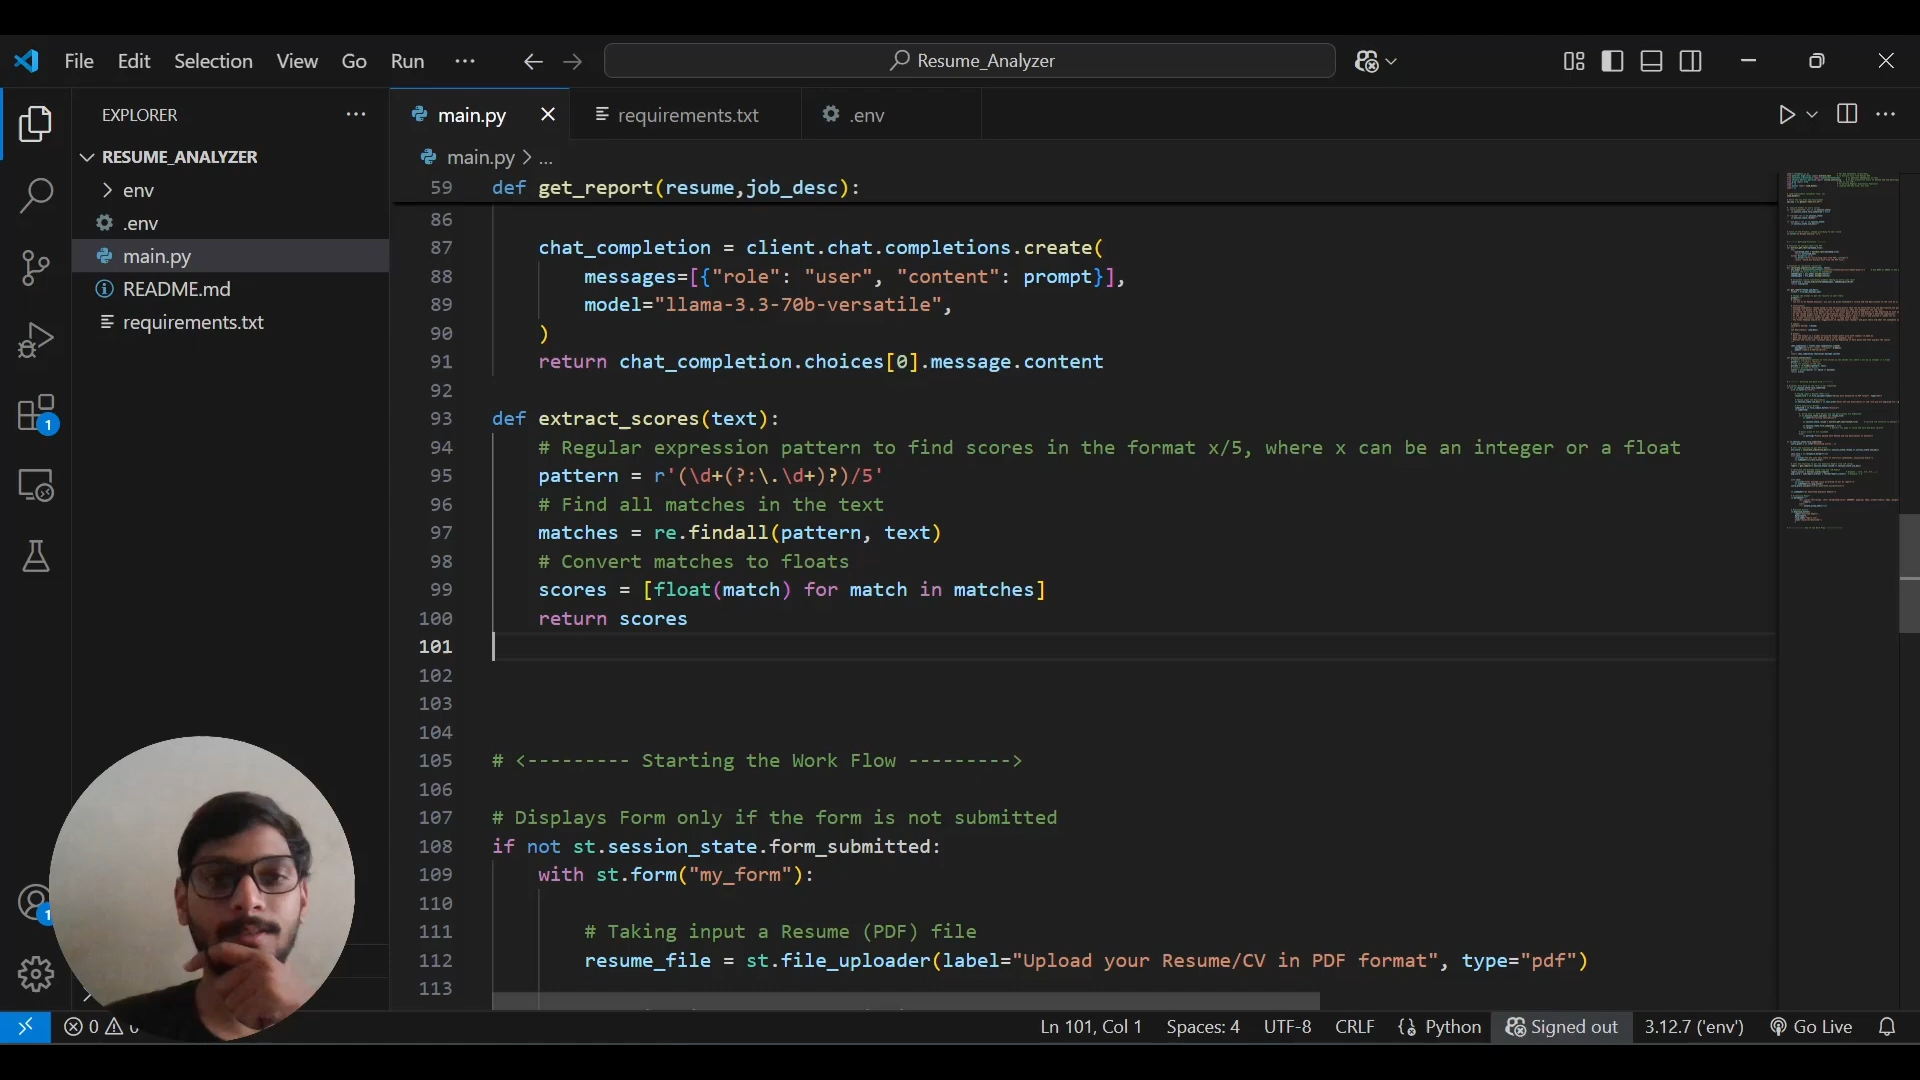 File Edit Selection View Go Run ··· Resume_Analyzer
EXPLORER ···
RESUME_ANALYZER
env
.env
main.py
README.md
requirements.txt
1
1
main.py requirements.txt .env
main.py > ...
59 def get_report(resume,job_desc):
86
87 chat_completion = client.chat.completions.create(
88 messages=[{"role": "user", "content": prompt}],
89 model="llama-3.3-70b-versatile",
90 )
91 return chat_completion.choices[0].message.content
92
93 def extract_scores(text):
94 # Regular expression pattern to find scores in the format x/5, where x can be an integer or a float
95 pattern = r'(\d+(?:\.\d+)?)/5'
96 # Find all matches in the text
97 matches = re.findall(pattern, text)
98 # Convert matches to floats
99 scores = [float(match) for match in matches]
100 return scores
101
102
103
104
105 # <--------- Starting the Work Flow --------->
106
107 # Displays Form only if the form is not submitted
108 if not st.session_state.form_submitted:
109 with st.form("my_form"):
110
111 # Taking input a Resume (PDF) file
112 resume_file = st.file_uploader(label="Upload your Resume/CV in PDF format", type="pdf")
113
0 Ln 101, Col 1 Spaces: 4 UTF-8 CRLF Python Signed out 3.12.7 ('env') Go Live